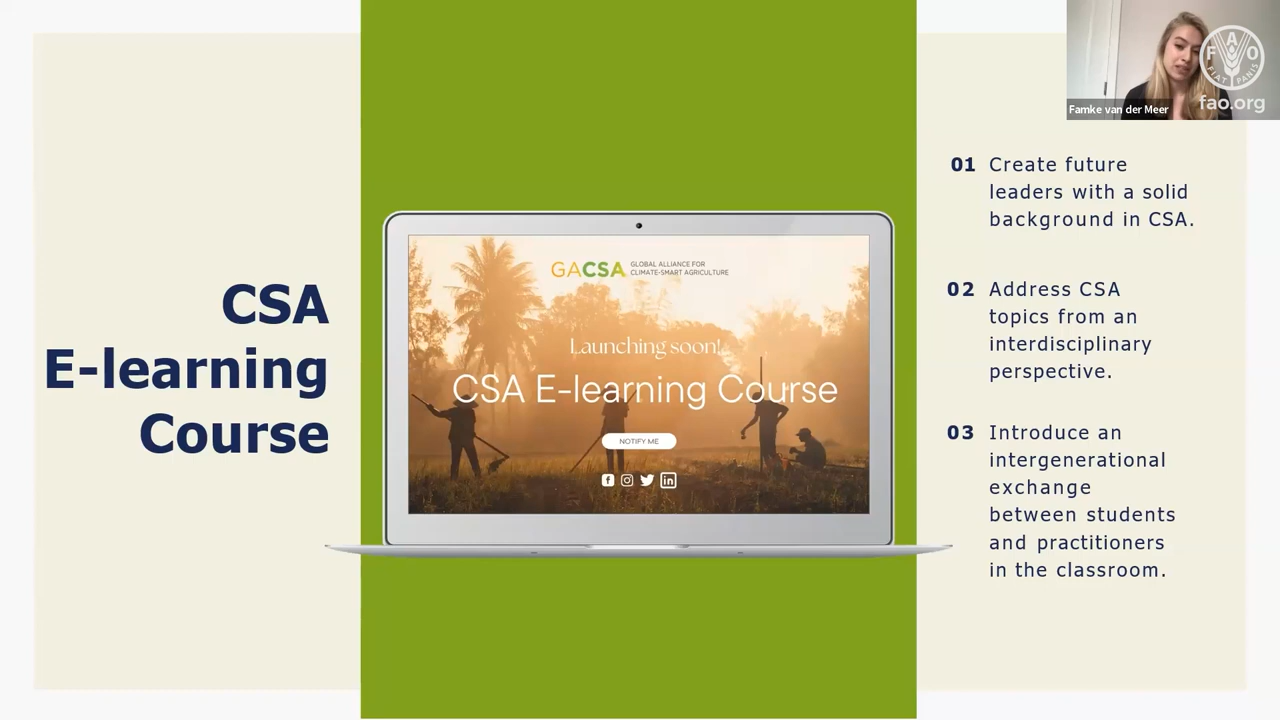 CSA
E-learning
Course
GACSA GLOBAL ALLIANCE FOR
CLIMATE-SMART AGRICULTURE
Launching soon!
CSA E-learning Course
NOTIFY ME
01 Create future
leaders with a solid
background in CSA.
02 Address CSA
topics from an
interdisciplinary
perspective.
03 Introduce an
intergenerational
exchange
between students
and practitioners
in the classroom.
Famke van der Meer
F A O
FIAT PANIS
fao.org